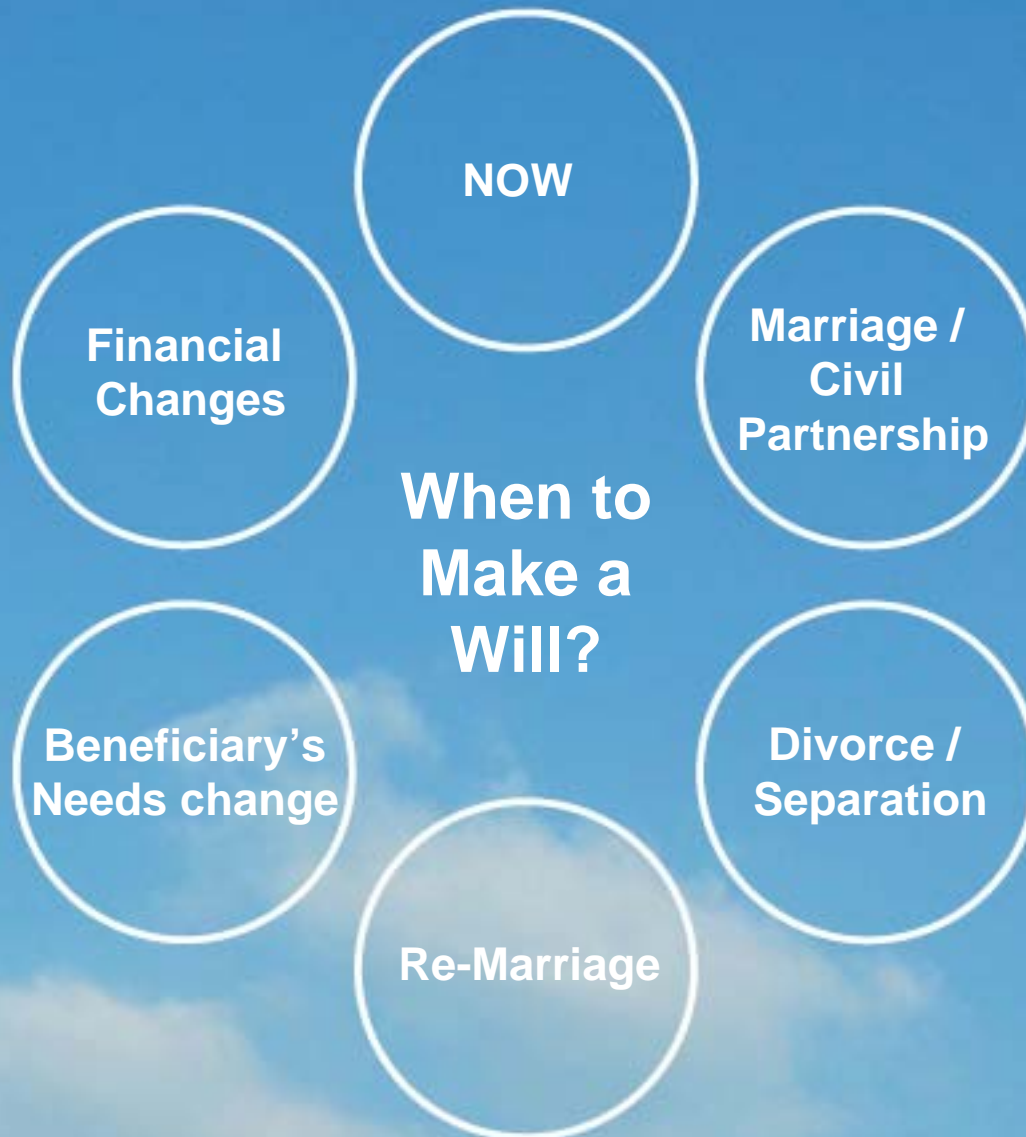 NOW
Marriage /
Civil
Partnership
Financial
Changes
When to
Make a
Will?
Divorce /
Separation
Beneficiary’s
Needs change
Re-Marriage